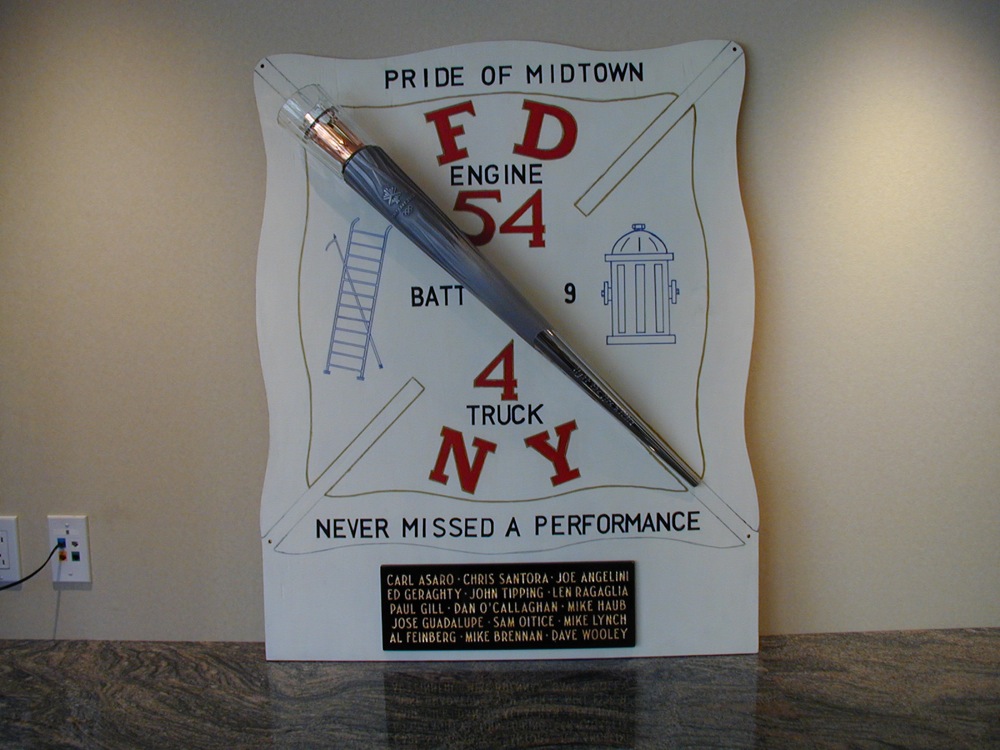 PRIDE OF MIDTOWN
F D
ENGINE
54
BATT 9
4
TRUCK
N Y
NEVER MISSED A PERFORMANCE
CARL ASARO · CHRIS SANTORA · JOE ANGELINI
ED GERAGHTY · JOHN TIPPING · LEN RAGAGLIA
PAUL GILL · DAN O'CALLAGHAN · MIKE HAUB
JOSE GUADALUPE · SAM OITICE · MIKE LYNCH
AL FEINBERG · MIKE BRENNAN · DAVE WOOLEY